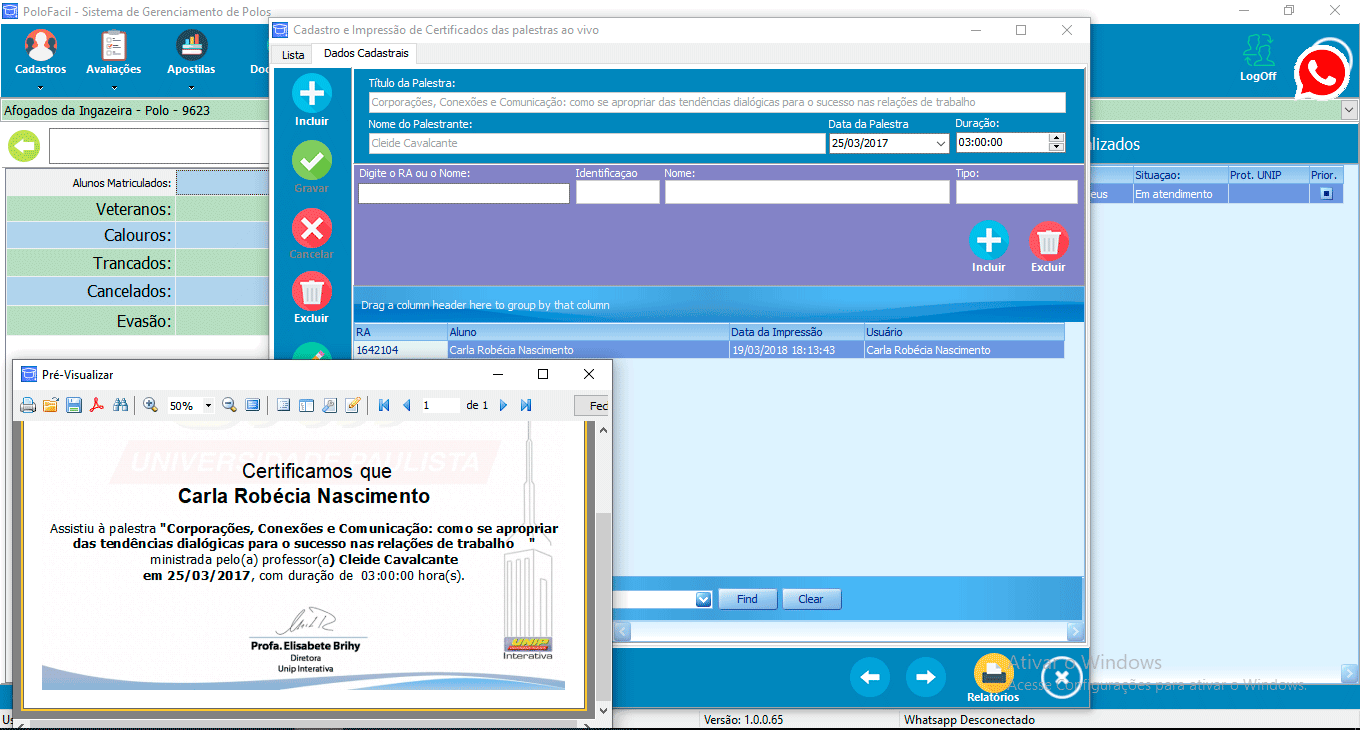 PoloFacil - Sistema de Gerenciamento de Polos
Cadastros
Avaliações
Apostilas
LogOff
Afogados da Ingazeira - Polo - 9623
Alunos Matriculados:
Veteranos:
Calouros:
Trancados:
Cancelados:
Evasão:
Cadastro e Impressão de Certificados das palestras ao vivo
Lista
Dados Cadastrais
Incluir
Gravar
Cancelar
Excluir
Título da Palestra:
Corporações, Conexões e Comunicação: como se apropriar das tendências dialógicas para o sucesso nas relações de trabalho
Nome do Palestrante:
Data da Palestra
Duração:
Cleide Cavalcante
25/03/2017
03:00:00
Digite o RA ou o Nome:
Identificaçao
Nome:
Tipo:
Incluir
Excluir
Drag a column header here to group by that column
RA Aluno Data da Impressão Usuário
1642104 Carla Robécia Nascimento 19/03/2018 18:13:43 Carla Robécia Nascimento
Find
Clear
Relatórios
lizados
Situaçao: Prot. UNIP Prior.
eus Em atendimento
Pré-Visualizar
50%
1 de 1
Fec
UNIVERSIDADE PAULISTA
Certificamos que
Carla Robécia Nascimento
Assistiu à palestra "Corporações, Conexões e Comunicação: como se apropriar
das tendências dialógicas para o sucesso nas relações de trabalho "
ministrada pelo(a) professor(a) Cleide Cavalcante
em 25/03/2017, com duração de 03:00:00 hora(s).
Profa. Elisabete Brihy
Diretora
Unip Interativa
UNIP
Interativa
Ativar o Windows
Acesse Configurações para ativar o Windows.
Us
Versão: 1.0.0.65
Whatsapp Desconectado